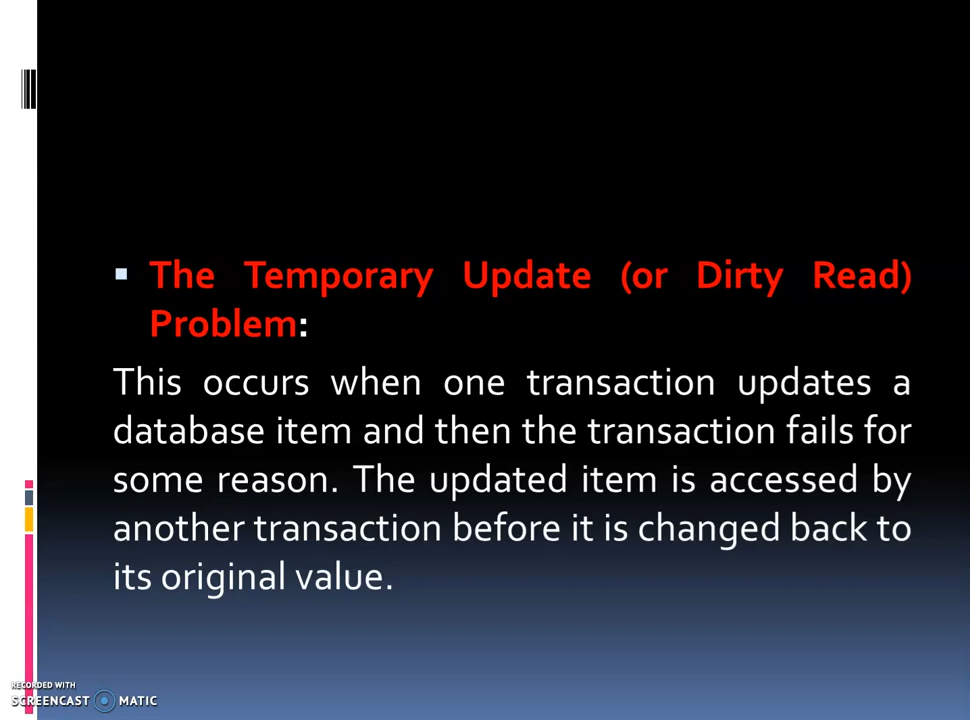 The Temporary Update (or Dirty Read)
Problem:
This occurs when one transaction updates a
database item and then the transaction fails for
some reason. The updated item is accessed by
another transaction before it is changed back to
its original value.
RECORDED WITH
SCREENCAST MATIC